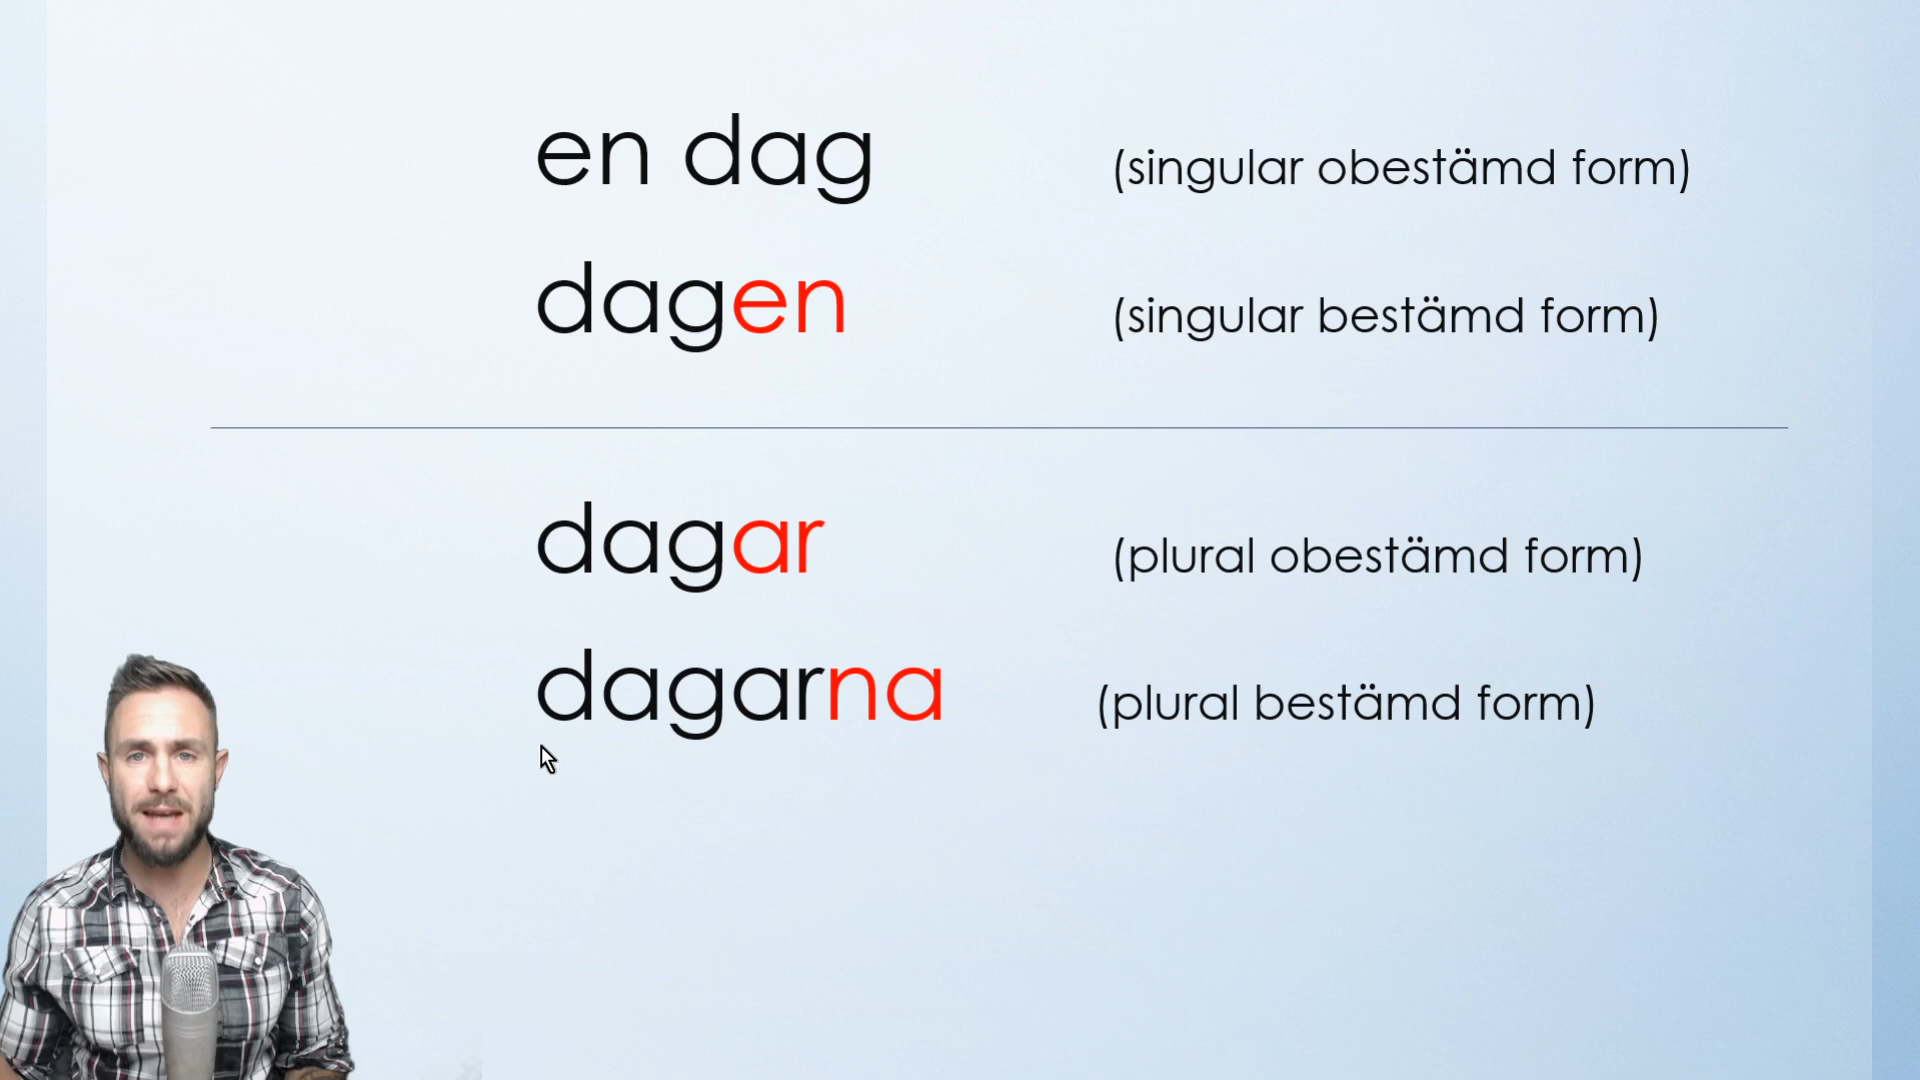 en dag (singular obestämd form)
dagen (singular bestämd form)
dagar (plural obestämd form)
dagarna (plural bestämd form)